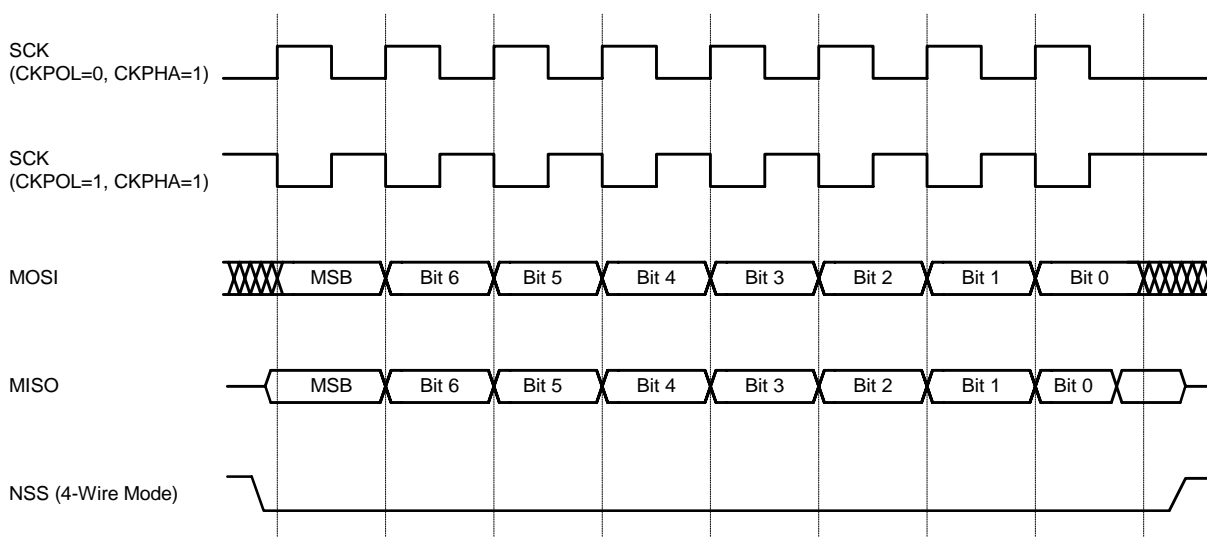 SCK
(CKPOL=0, CKPHA=1)
SCK
(CKPOL=1, CKPHA=1)
MOSI
MSB Bit 6 Bit 5 Bit 4 Bit 3 Bit 2 Bit 1 Bit 0
MISO
MSB Bit 6 Bit 5 Bit 4 Bit 3 Bit 2 Bit 1 Bit 0
NSS (4-Wire Mode)